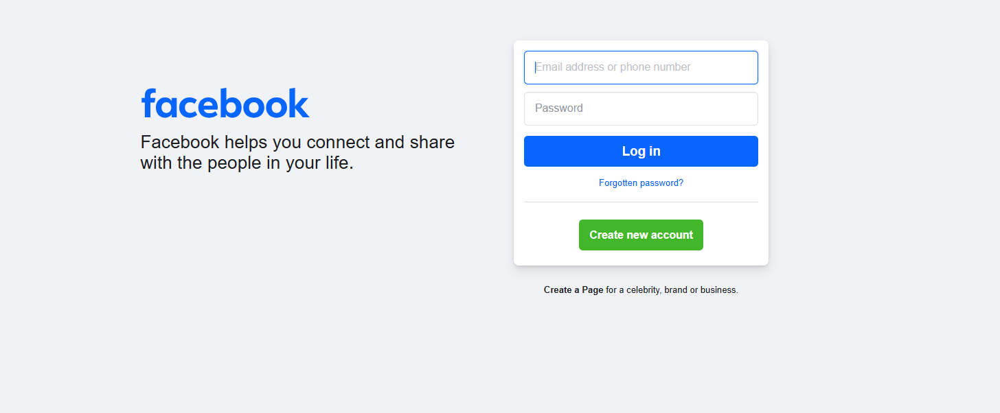 facebook
Facebook helps you connect and share
with the people in your life.
Email address or phone number
Password
Log in
Forgotten password?
Create new account
Create a Page for a celebrity, brand or business.